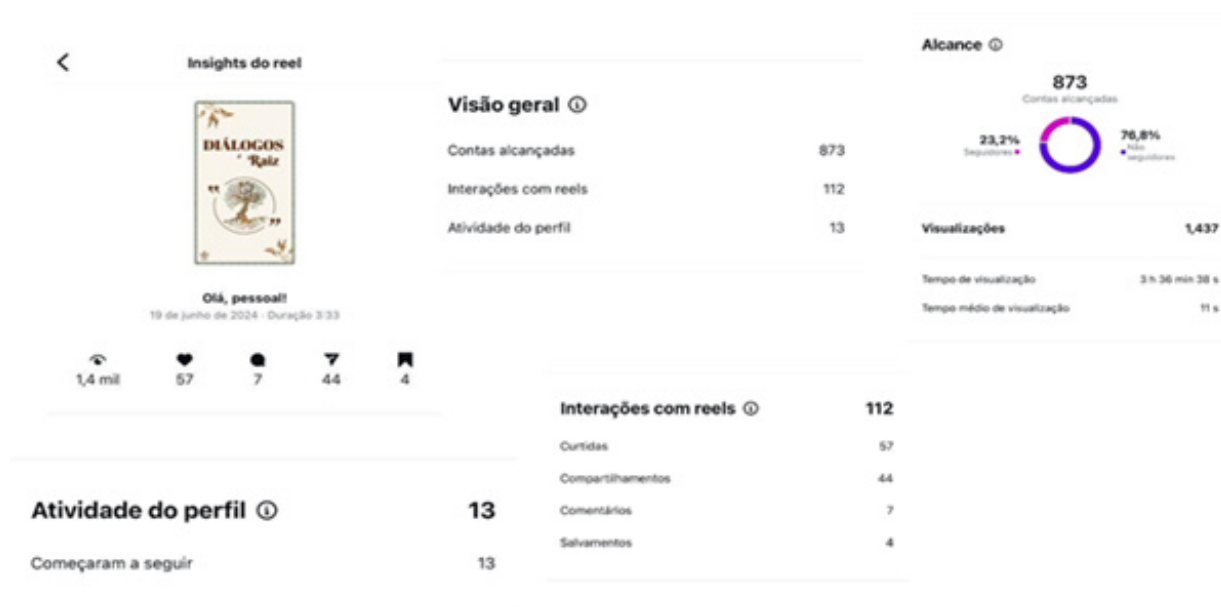 Insights do reel
DIÁLOGOS
Raiz
"
"
Olá, pessoal!
19 de junho de 2024 · Duração 3:33
1,4 mil 57 7 44 4
Visão geral
Contas alcançadas 873
Interações com reels 112
Atividade do perfil 13
Alcance
873
Contas alcançadas
23,2%
Seguidores
76,8%
Não
seguidores
Visualizações 1,437
Tempo de visualização 3 h 36 min 38 s
Tempo médio de visualização 11 s
Interações com reels 112
Curtidas 57
Compartilhamentos 44
Comentários 7
Salvamentos 4
Atividade do perfil 13
Começaram a seguir 13